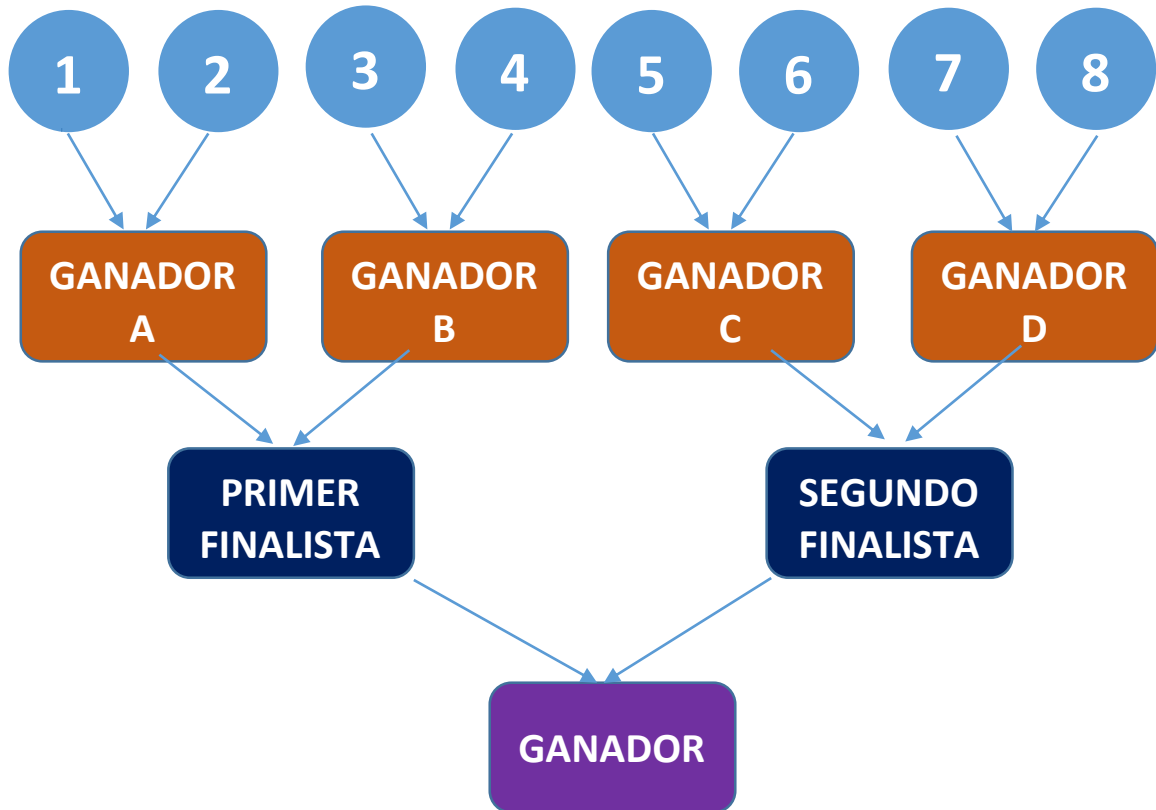 1 2 3 4 5 6 7 8
GANADOR
A
GANADOR
B
GANADOR
C
GANADOR
D
PRIMER
FINALISTA
SEGUNDO
FINALISTA
GANADOR